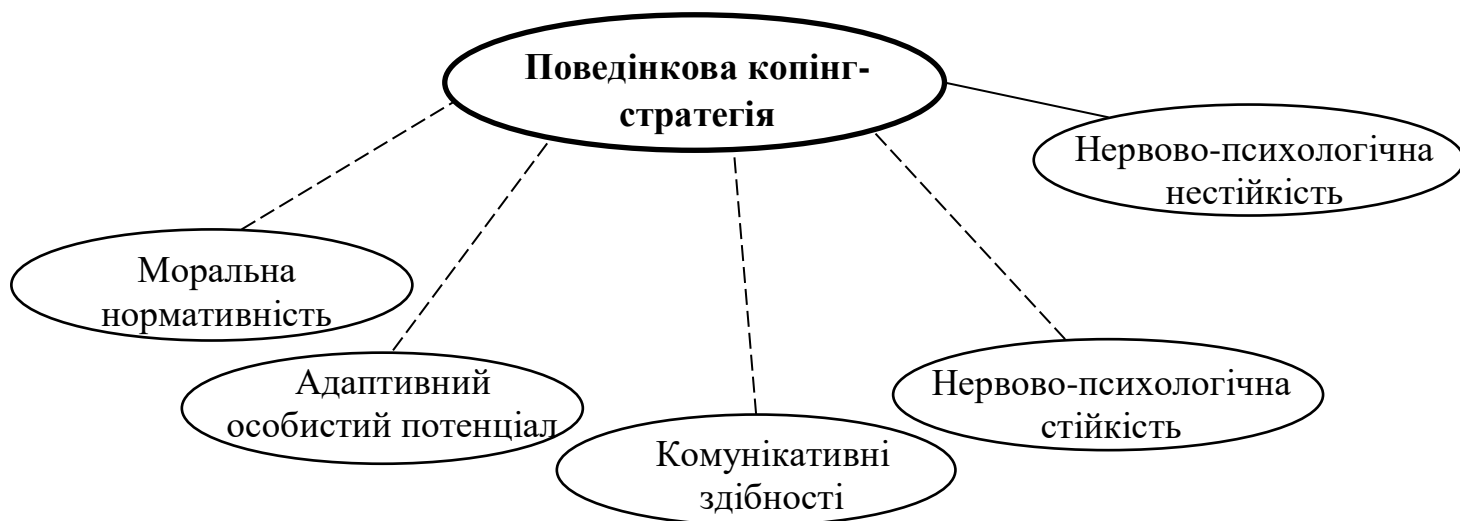 Поведінкова копінг-
стратегія
Нервово-психологічна
нестійкість
Моральна
нормативність
Адаптивний
особистий потенціал
Нервово-психологічна
стійкість
Комунікативні
здібності